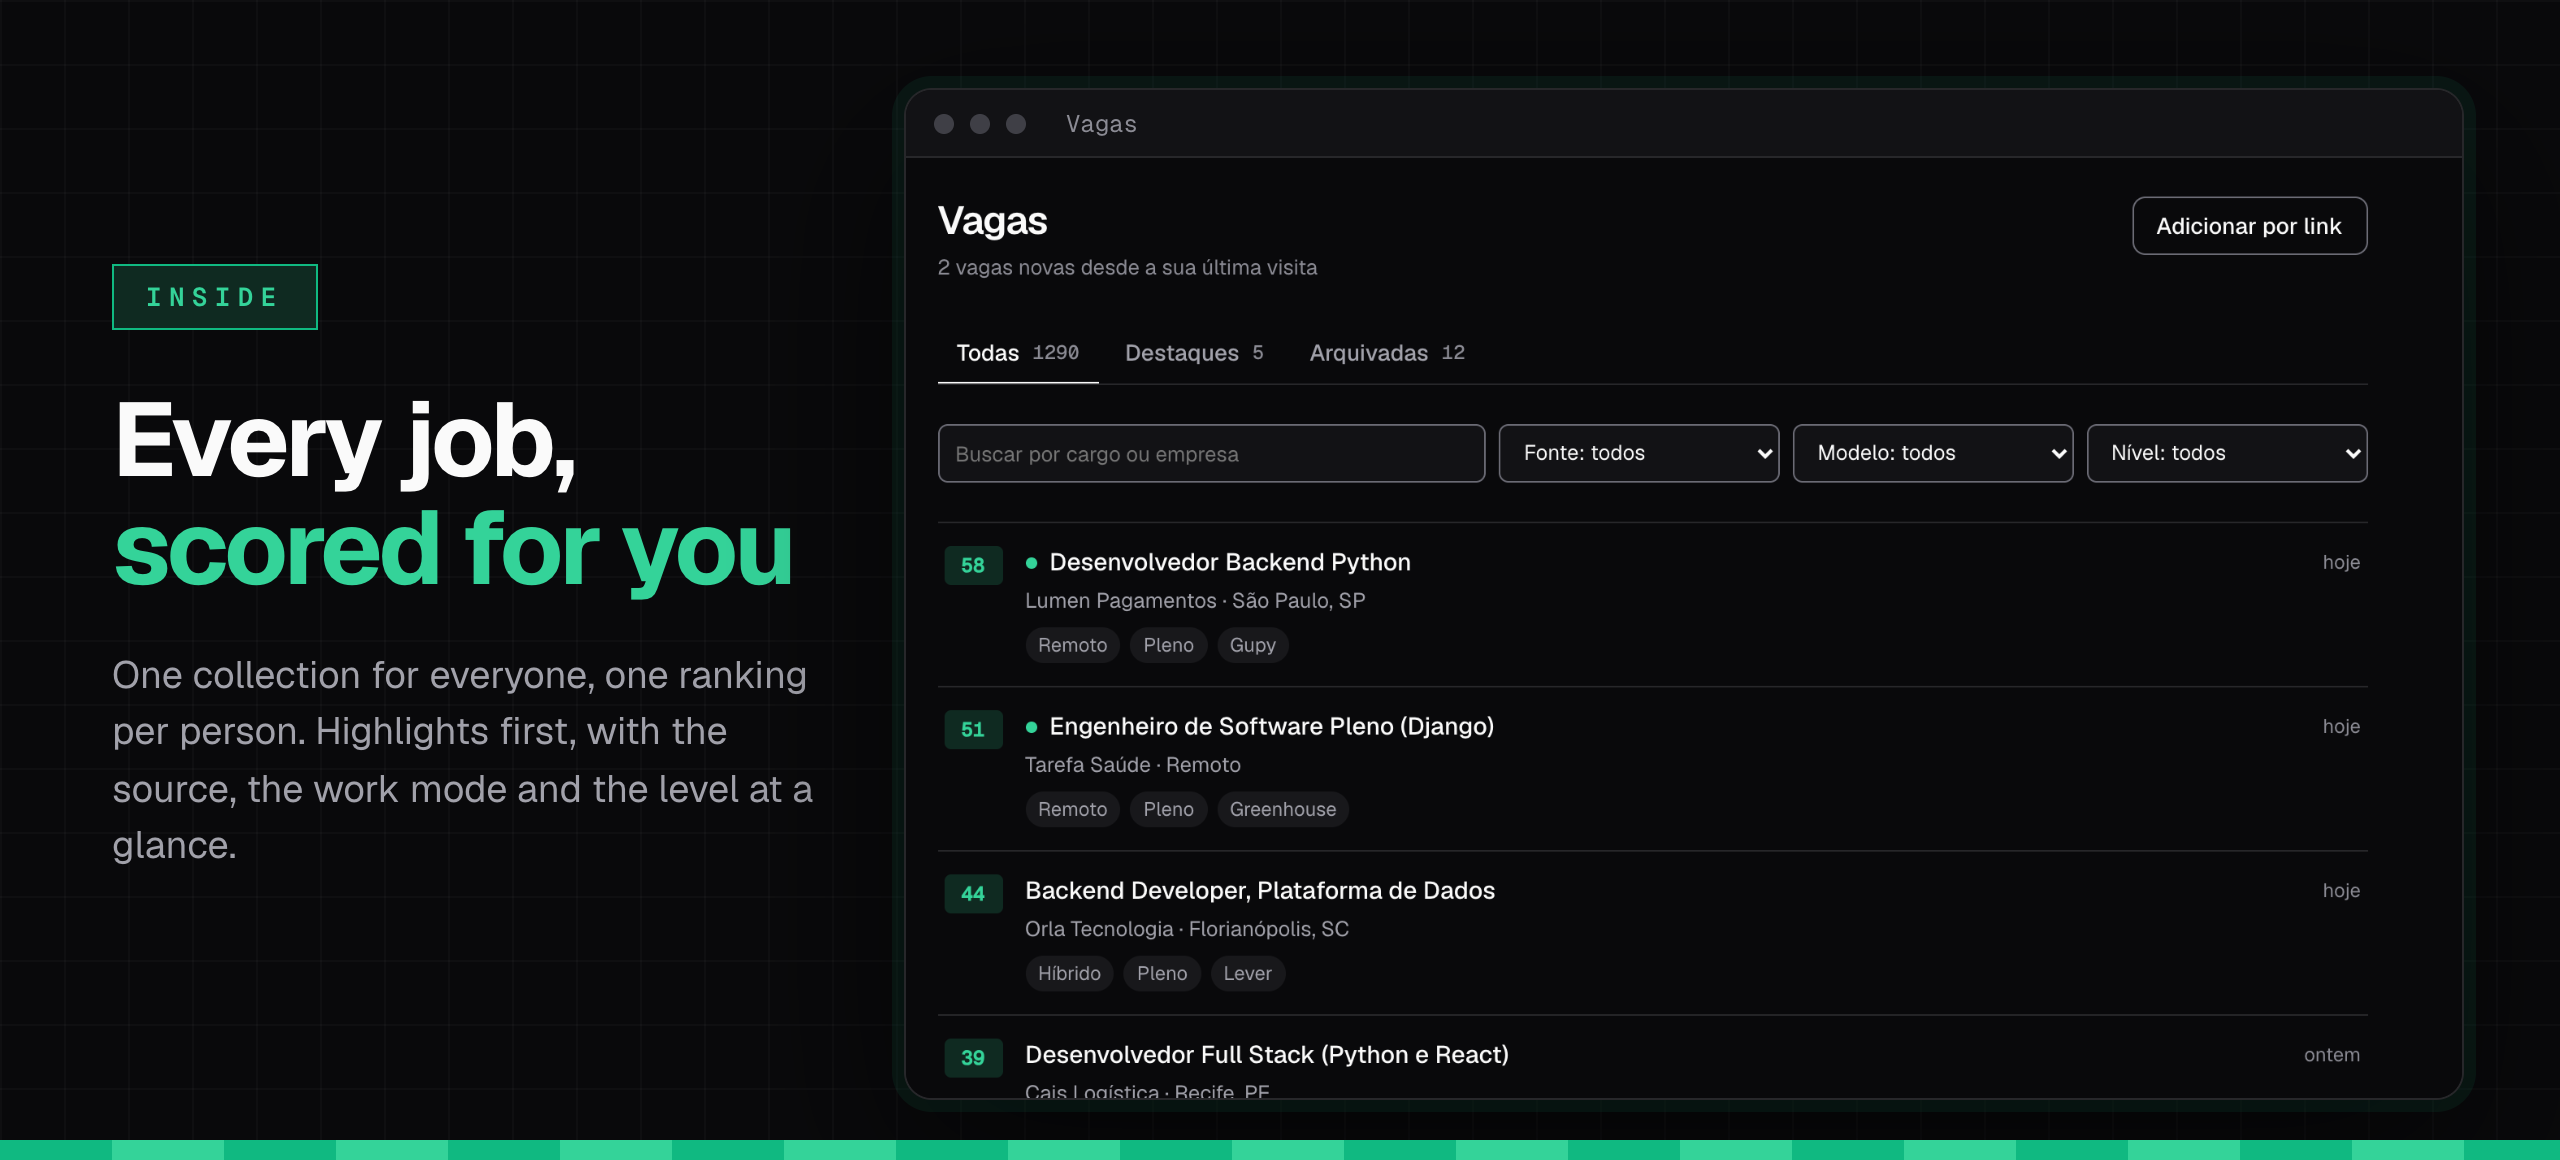 INSIDE
Every job,
scored for you
One collection for everyone, one ranking
per person. Highlights first, with the
source, the work mode and the level at a
glance.
Vagas
Vagas
Adicionar por link
2 vagas novas desde a sua última visita
Todas 1290 Destaques 5 Arquivadas 12
Buscar por cargo ou empresa Fonte: todos Modelo: todos Nível: todos
58 Desenvolvedor Backend Python hoje
Lumen Pagamentos · São Paulo, SP
Remoto Pleno Gupy
51 Engenheiro de Software Pleno (Django) hoje
Tarefa Saúde · Remoto
Remoto Pleno Greenhouse
44 Backend Developer, Plataforma de Dados hoje
Orla Tecnologia · Florianópolis, SC
Híbrido Pleno Lever
39 Desenvolvedor Full Stack (Python e React) ontem
Cais Logística · Recife, PE